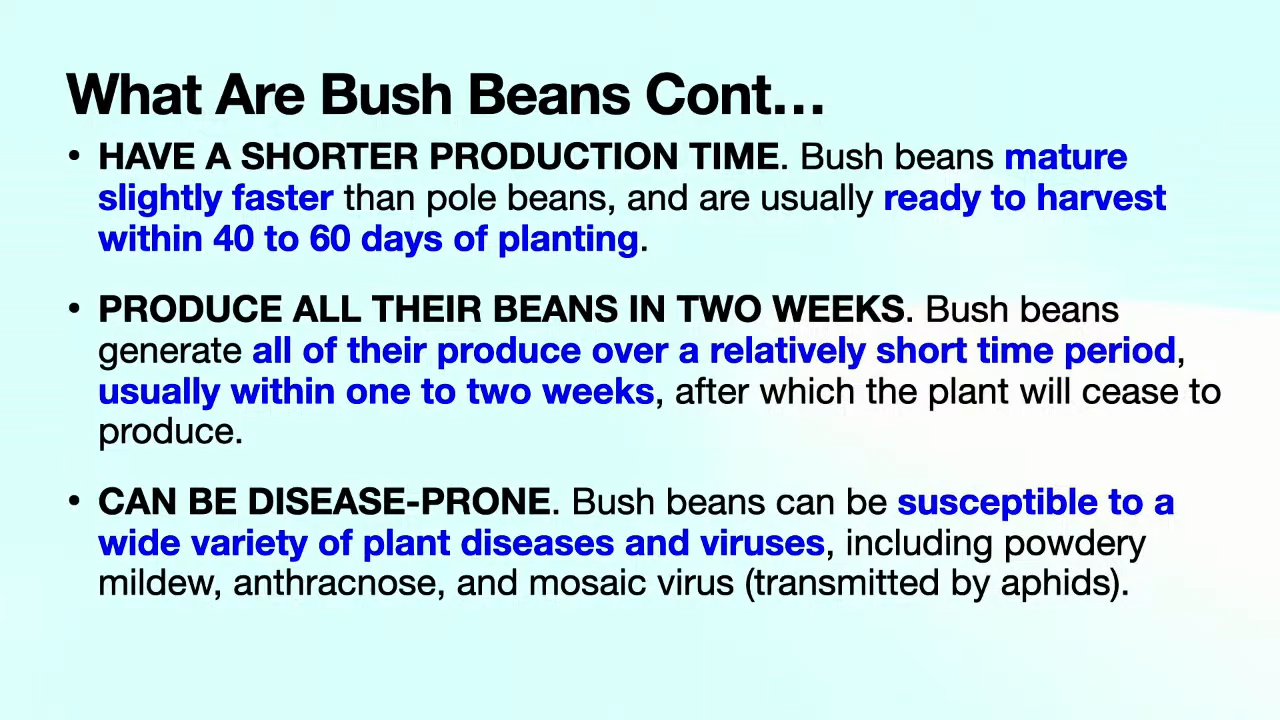 What Are Bush Beans Cont…
• HAVE A SHORTER PRODUCTION TIME. Bush beans mature
slightly faster than pole beans, and are usually ready to harvest
within 40 to 60 days of planting.
• PRODUCE ALL THEIR BEANS IN TWO WEEKS. Bush beans
generate all of their produce over a relatively short time period,
usually within one to two weeks, after which the plant will cease to
produce.
• CAN BE DISEASE-PRONE. Bush beans can be susceptible to a
wide variety of plant diseases and viruses, including powdery
mildew, anthracnose, and mosaic virus (transmitted by aphids).